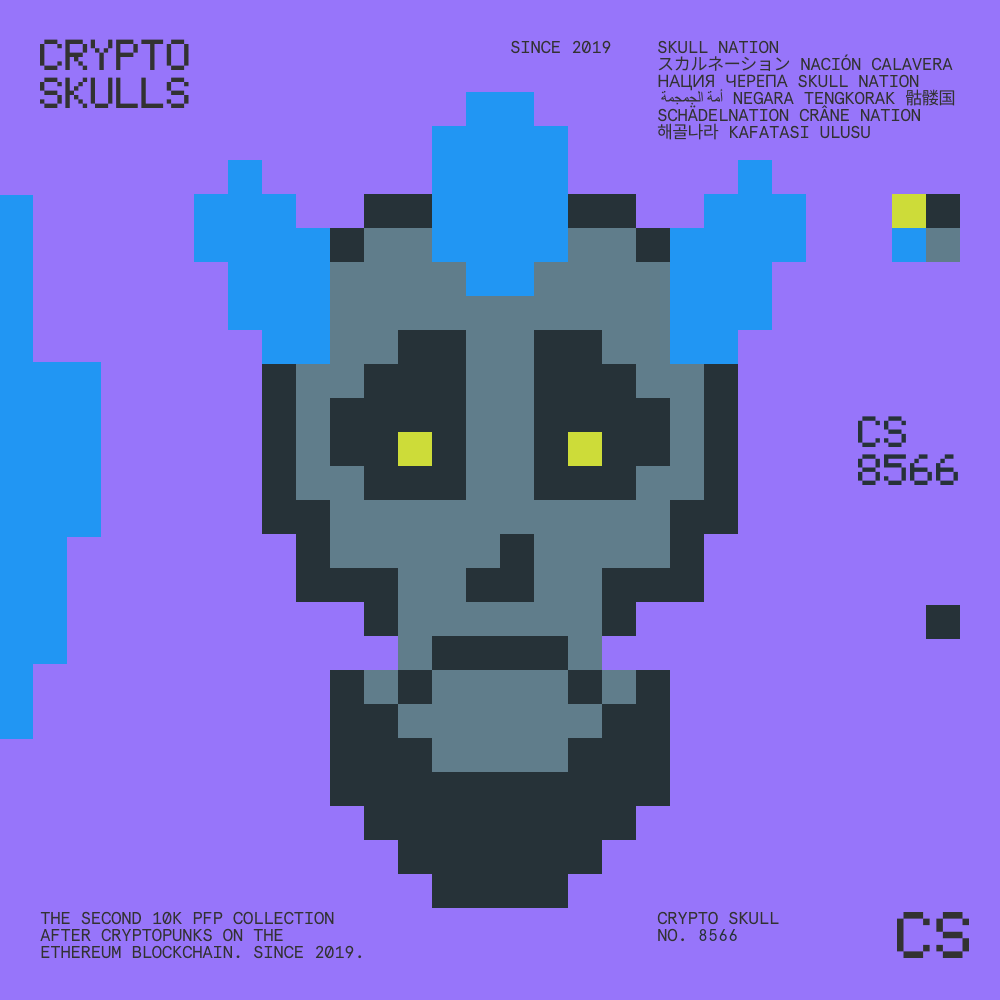 CRYPTO
SKULLS
SINCE 2019
SKULL NATION
スカルネーション NACIÓN CALAVERA
НАЦИЯ ЧЕРЕПА SKULL NATION
أمة الجمجمة NEGARA TENGKORAK 骷髅国
SCHÄDELNATION CRÂNE NATION
해골나라 KAFATASI ULUSU
CS
8566
THE SECOND 10K PFP COLLECTION
AFTER CRYPTOPUNKS ON THE
ETHEREUM BLOCKCHAIN. SINCE 2019.
CRYPTO SKULL
NO. 8566
CS